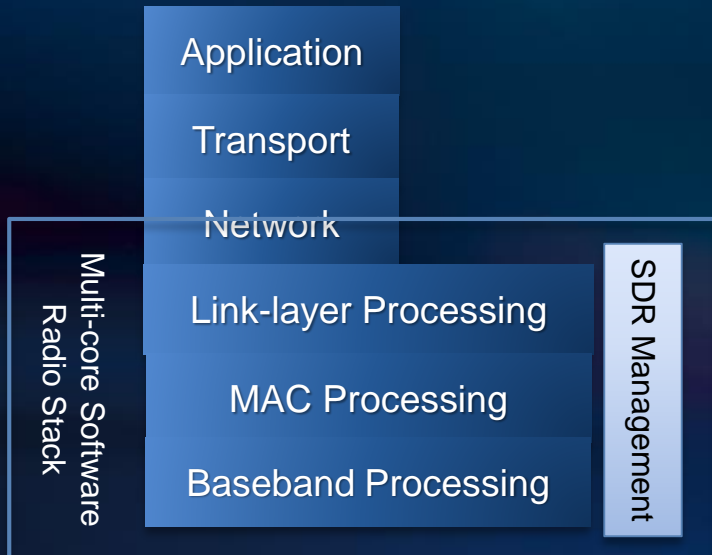 Application
Transport
Network
Link-layer Processing
MAC Processing
Baseband Processing
Multi-core Software
Radio Stack
SDR Management